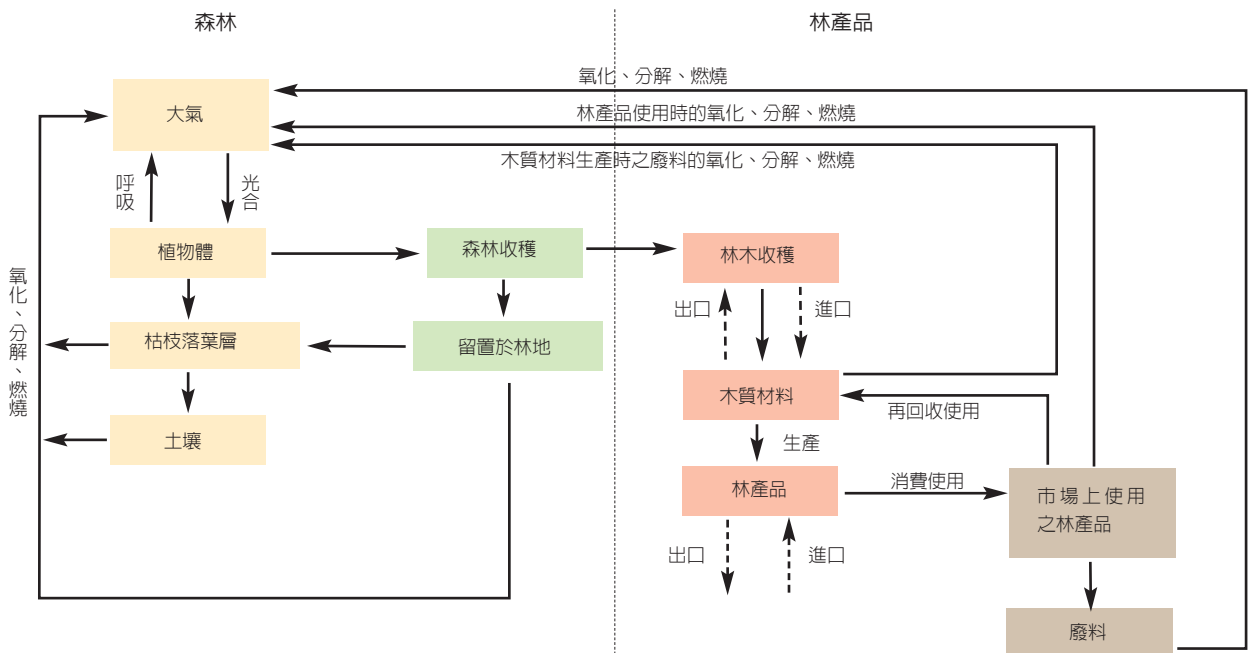 森林
林產品
氧化、分解、燃燒
大氣
林產品使用時的氧化、分解、燃燒
木質材料生產時之廢料的氧化、分解、燃燒
呼吸
光合
植物體
森林收穫
林木收穫
氧化、分解、燃燒
出口
進口
枯枝落葉層
留置於林地
木質材料
再回收使用
土壤
生產
林產品
消費使用
市場上使用
之林產品
出口
進口
廢料